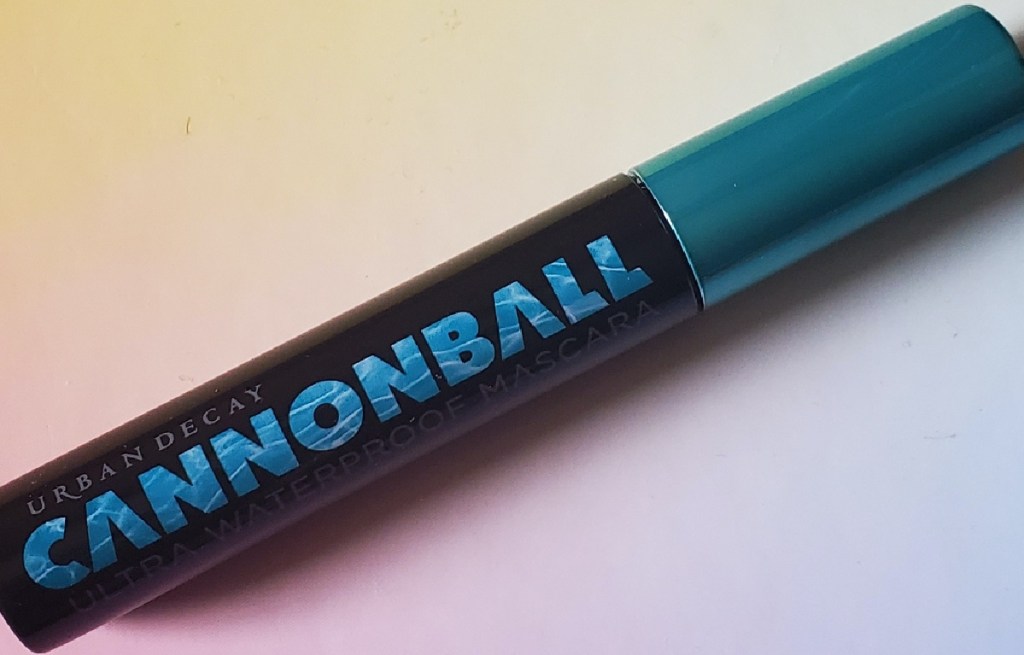 URBAN DECAY
CANNONBALL
ULTRA WATERPROOF MASCARA